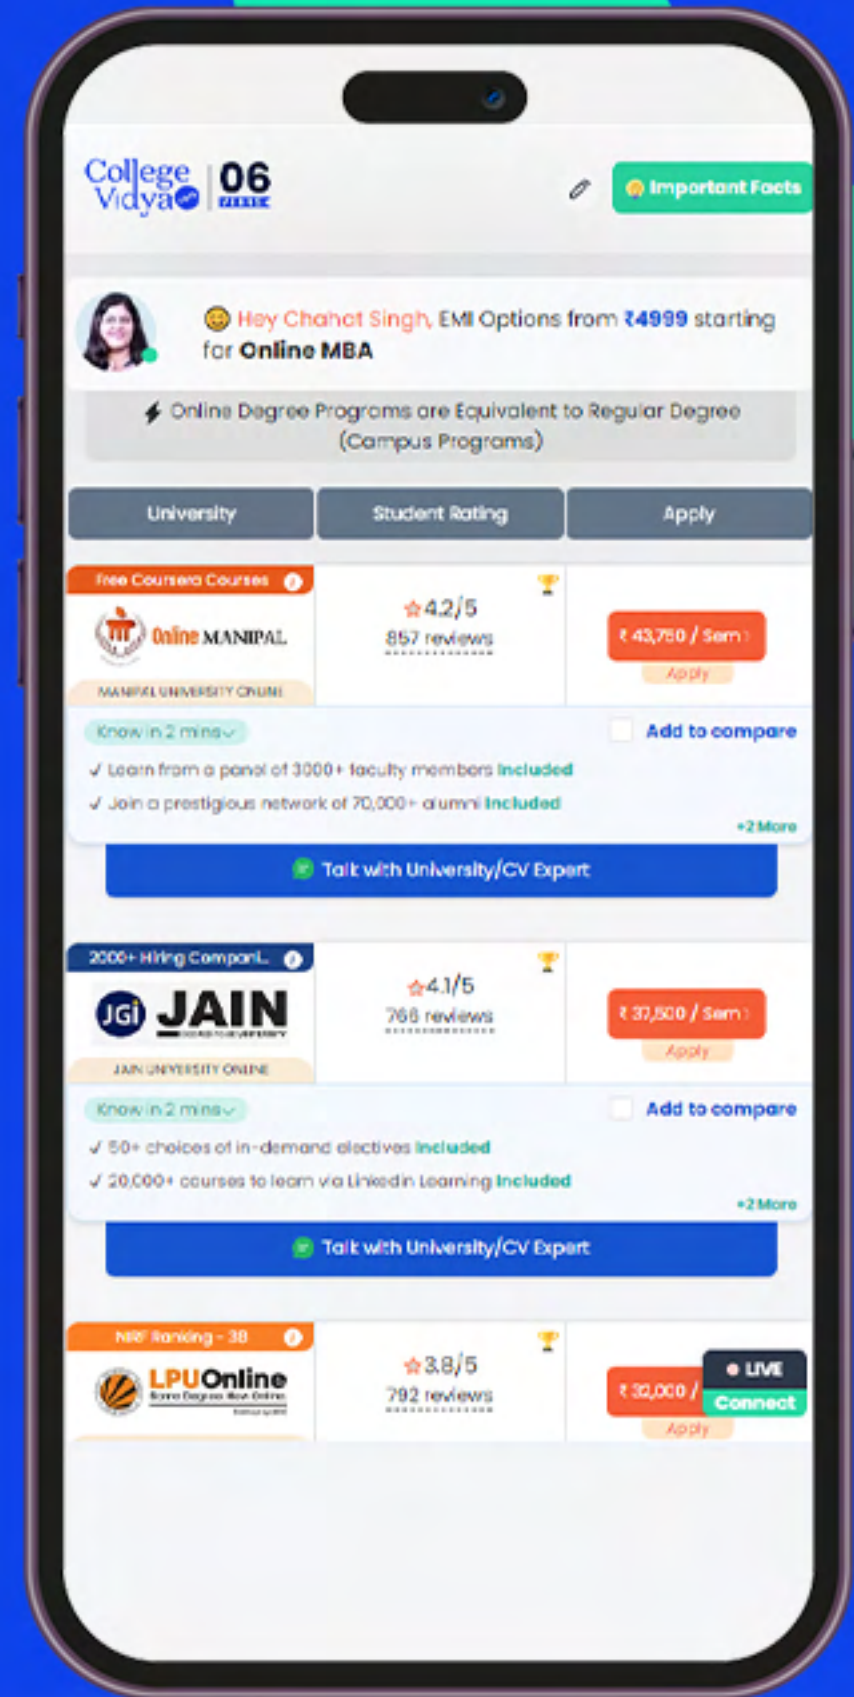 College
Vidya
06
YEARS
Important Facts
Hey Chahat Singh, EMI Options from ₹4999 starting
for Online MBA
Online Degree Programs are Equivalent to Regular Degree
(Campus Programs)
University
Student Rating
Apply
Free Coursera Courses
Online MANIPAL
MANIPAL UNIVERSITY ONLINE
4.2/5
857 reviews
₹ 43,750 / Sem
Apply
Know in 2 mins
Add to compare
✓ Learn from a panel of 3000+ faculty members Included
✓ Join a prestigious network of 70,000+ alumni Included
+2 More
Talk with University/CV Expert
2000+ Hiring Compani...
JGi JAIN
JAIN UNIVERSITY ONLINE
4.1/5
766 reviews
₹ 37,500 / Sem
Apply
Know in 2 mins
Add to compare
✓ 50+ choices of in-demand electives Included
✓ 20,000+ courses to learn via Linkedin Learning Included
+2 More
Talk with University/CV Expert
NIRF Ranking - 38
LPUOnline
Same Degree. Now Online.
3.8/5
792 reviews
₹ 32,000 /
Apply
LIVE
Connect